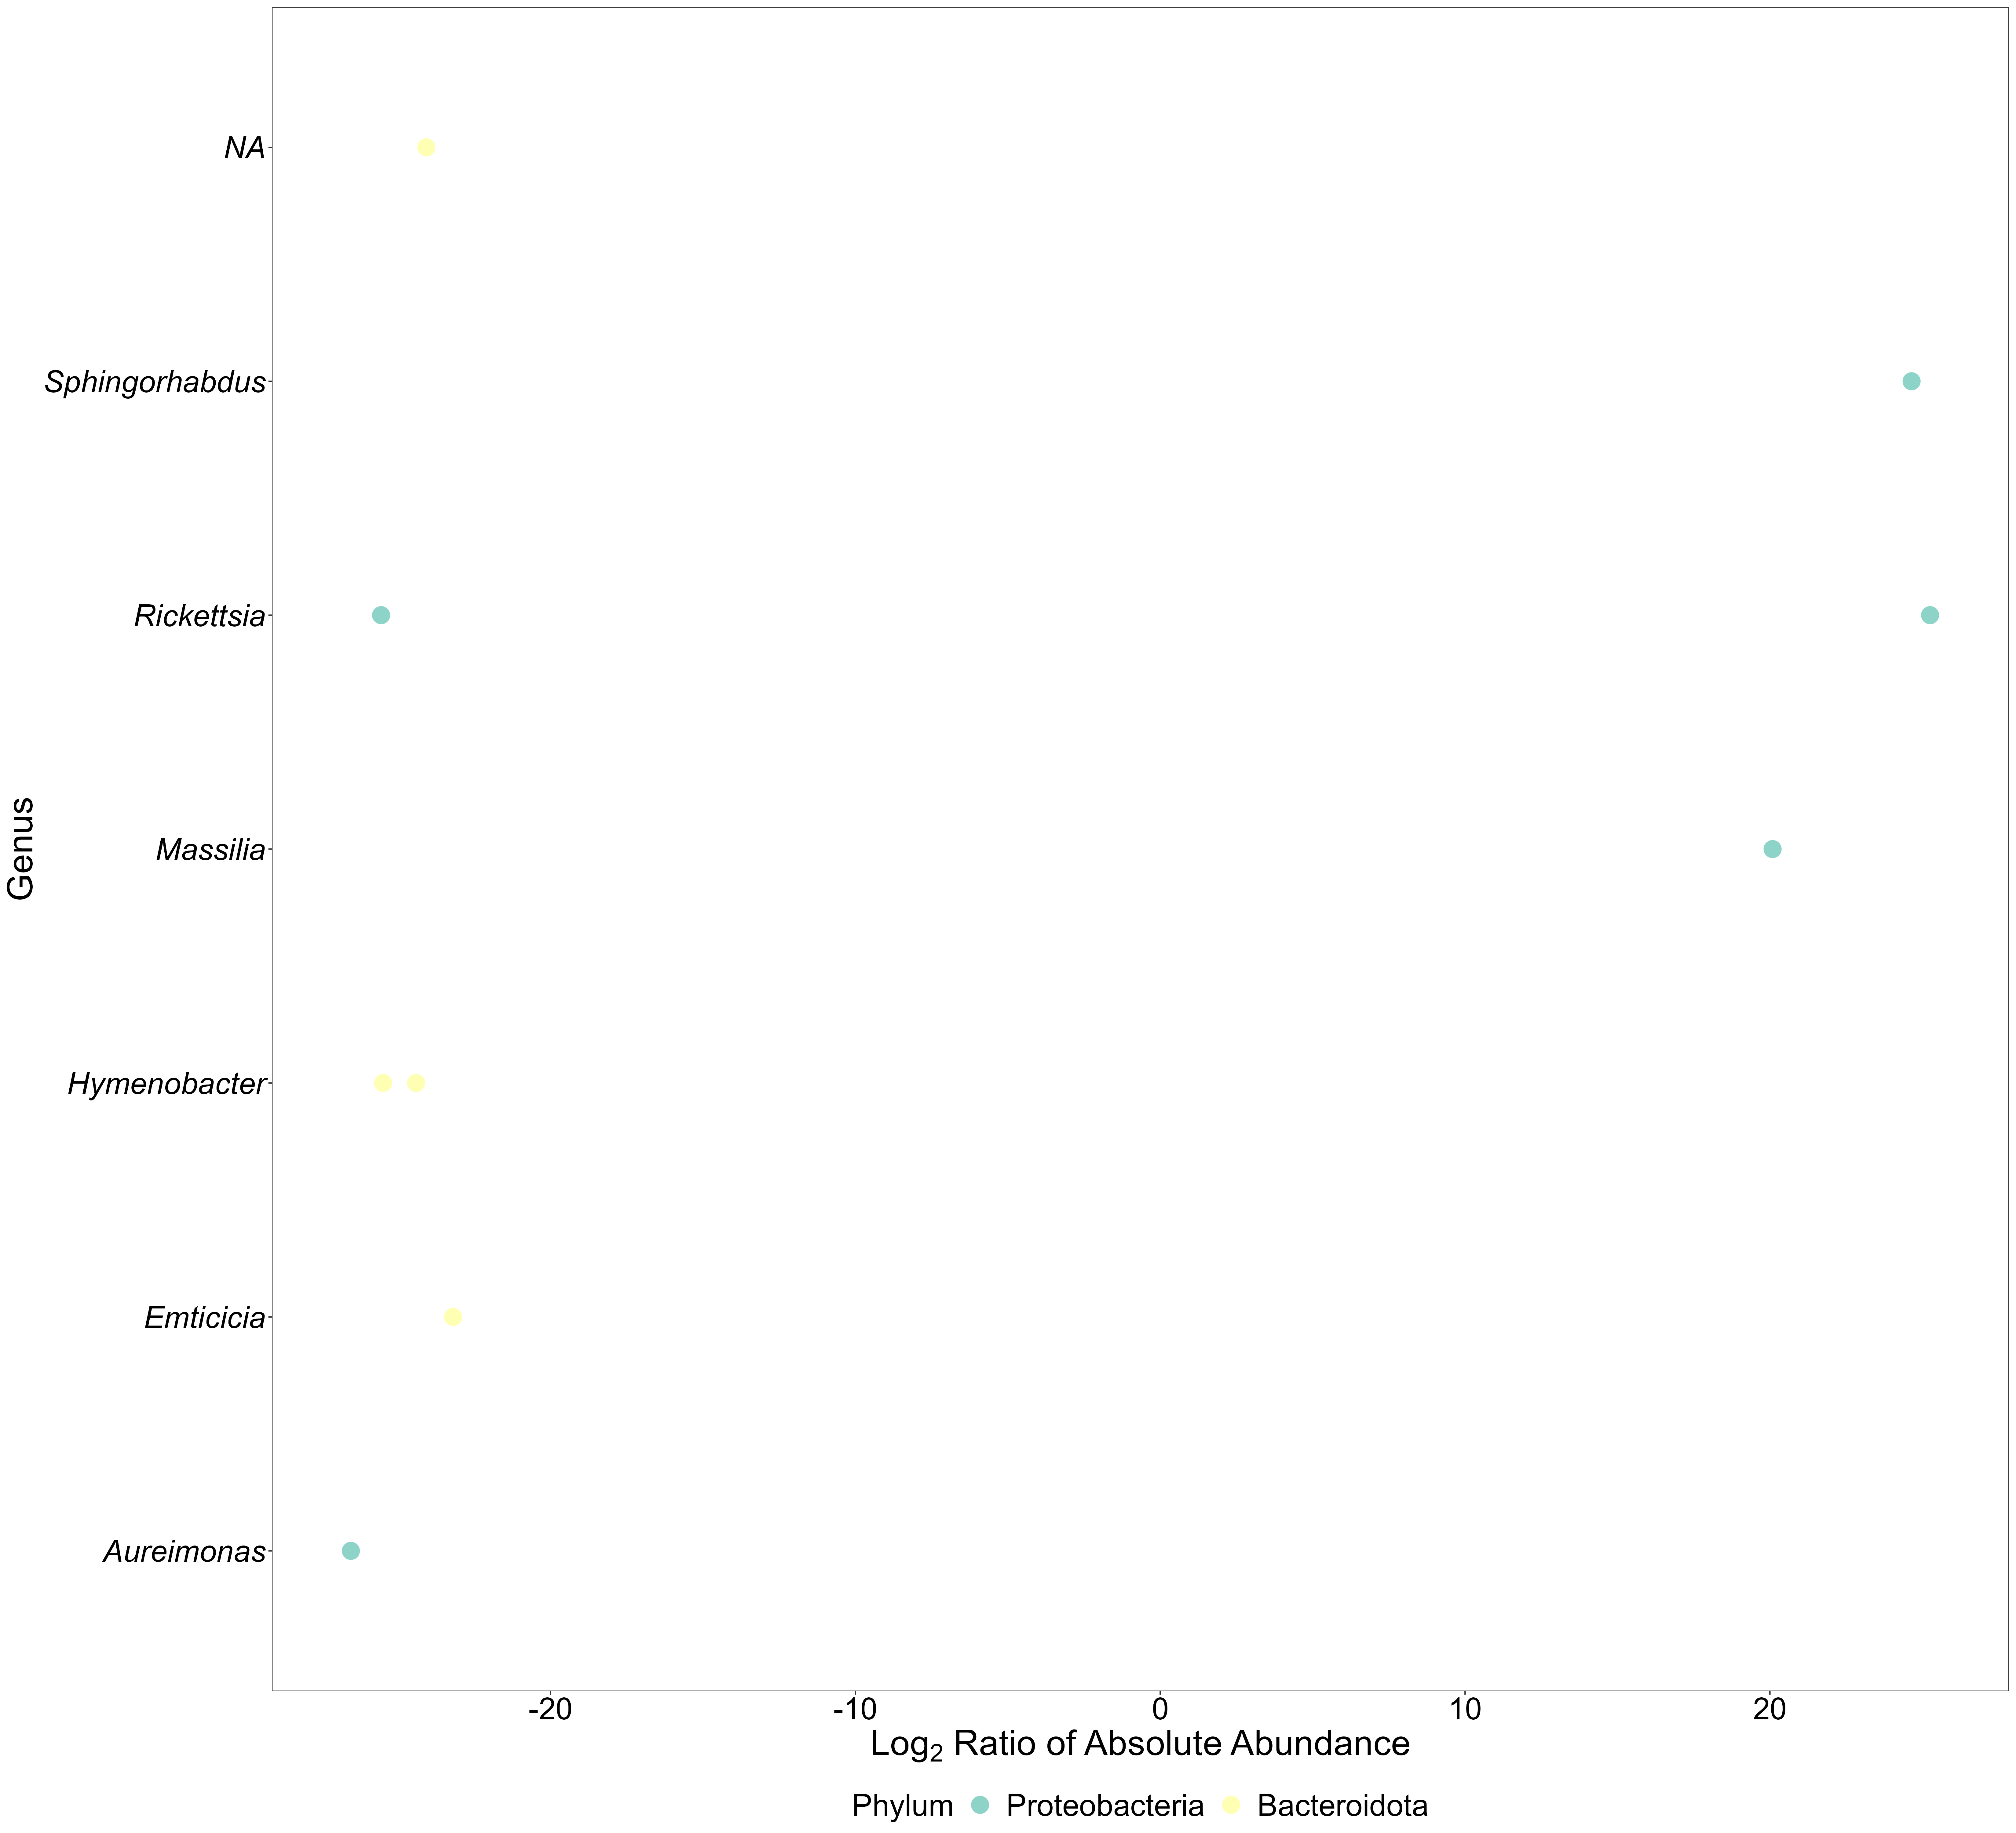 NA
Sphingorhabdus
Rickettsia
Massilia
Hymenobacter
Emticicia
Aureimonas
Genus
-20 -10 0 10 20
Log₂ Ratio of Absolute Abundance
Phylum Proteobacteria Bacteroidota